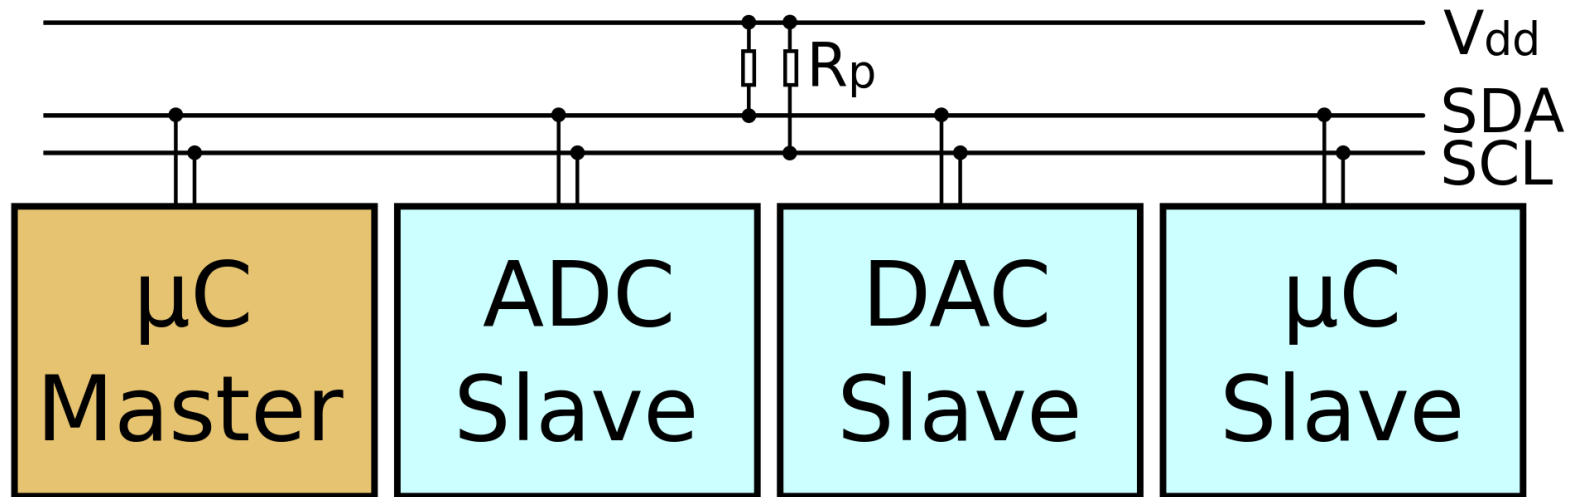 Vdd
Rp
SDA
SCL
µC
Master
ADC
Slave
DAC
Slave
µC
Slave